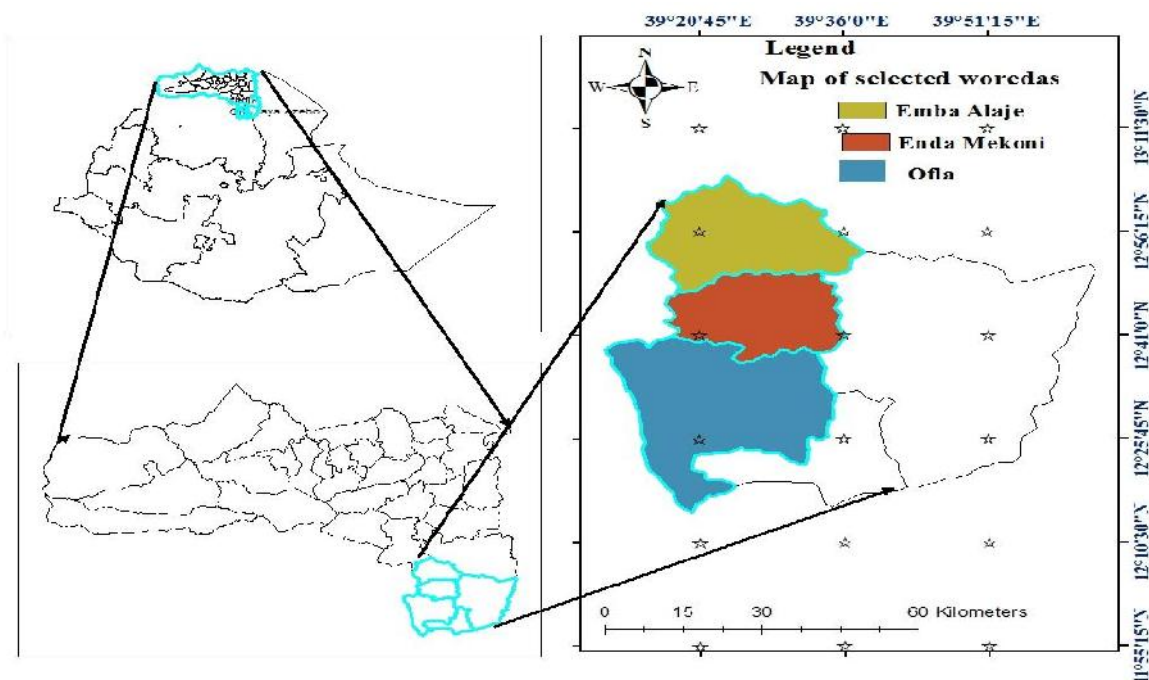 39°20'45"E 39°36'0"E 39°51'15"E
Legend
Map of selected woredas
N
W E
S
Emba Alaje
Enda Mekoni
Ofla
13°11'30"N
12°56'15"N
12°41'0"N
12°25'45"N
12°10'30"N
11°55'15"N
0 15 30 60 Kilometers